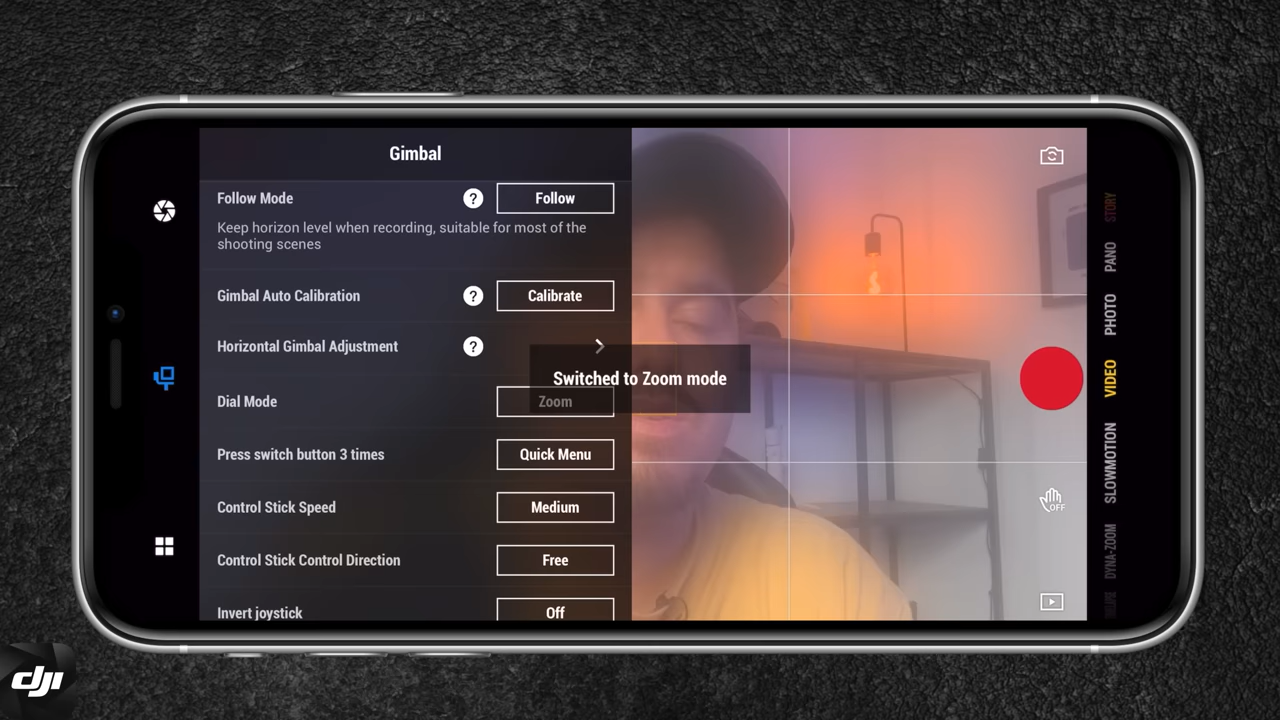 Gimbal
Follow Mode ? Follow
Keep horizon level when recording, suitable for most of the
shooting scenes
Gimbal Auto Calibration ? Calibrate
Horizontal Gimbal Adjustment ?
Switched to Zoom mode
Dial Mode Zoom
Press switch button 3 times Quick Menu
Control Stick Speed Medium
Control Stick Control Direction Free
Invert joystick Off
OFF
STORY
PANO
PHOTO
VIDEO
SLOWMOTION
DYNA-ZOOM
dji